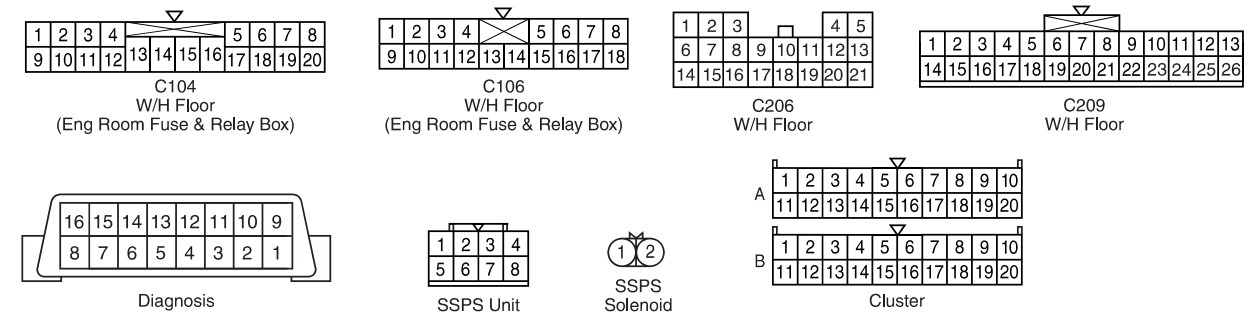 1 2 3 4 5 6 7 8
9 10 11 12 13 14 15 16 17 18 19 20
C104
W/H Floor
(Eng Room Fuse & Relay Box)
1 2 3 4 5 6 7 8
9 10 11 12 13 14 15 16 17 18
C106
W/H Floor
(Eng Room Fuse & Relay Box)
1 2 3 4 5
6 7 8 9 10 11 12 13
14 15 16 17 18 19 20 21
C206
W/H Floor
1 2 3 4 5 6 7 8 9 10 11 12 13
14 15 16 17 18 19 20 21 22 23 24 25 26
C209
W/H Floor
16 15 14 13 12 11 10 9
8 7 6 5 4 3 2 1
Diagnosis
1 2 3 4
5 6 7 8
SSPS Unit
1 2
SSPS
Solenoid
A
1 2 3 4 5 6 7 8 9 10
11 12 13 14 15 16 17 18 19 20
B
1 2 3 4 5 6 7 8 9 10
11 12 13 14 15 16 17 18 19 20
Cluster